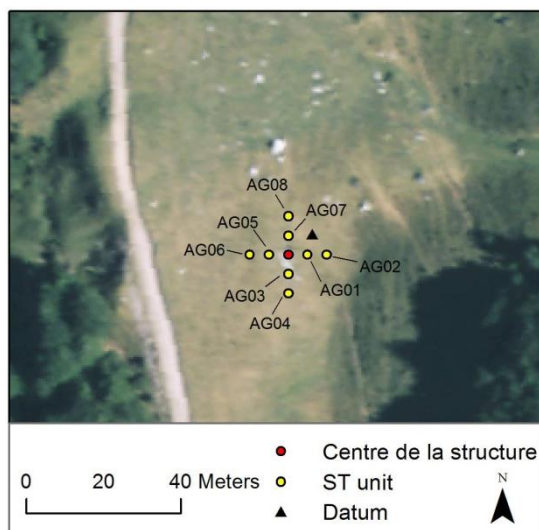 AG08
AG07
AG05
AG06
AG02
AG03
AG01
AG04
Centre de la structure
0 20 40 Meters
ST unit
N
Datum